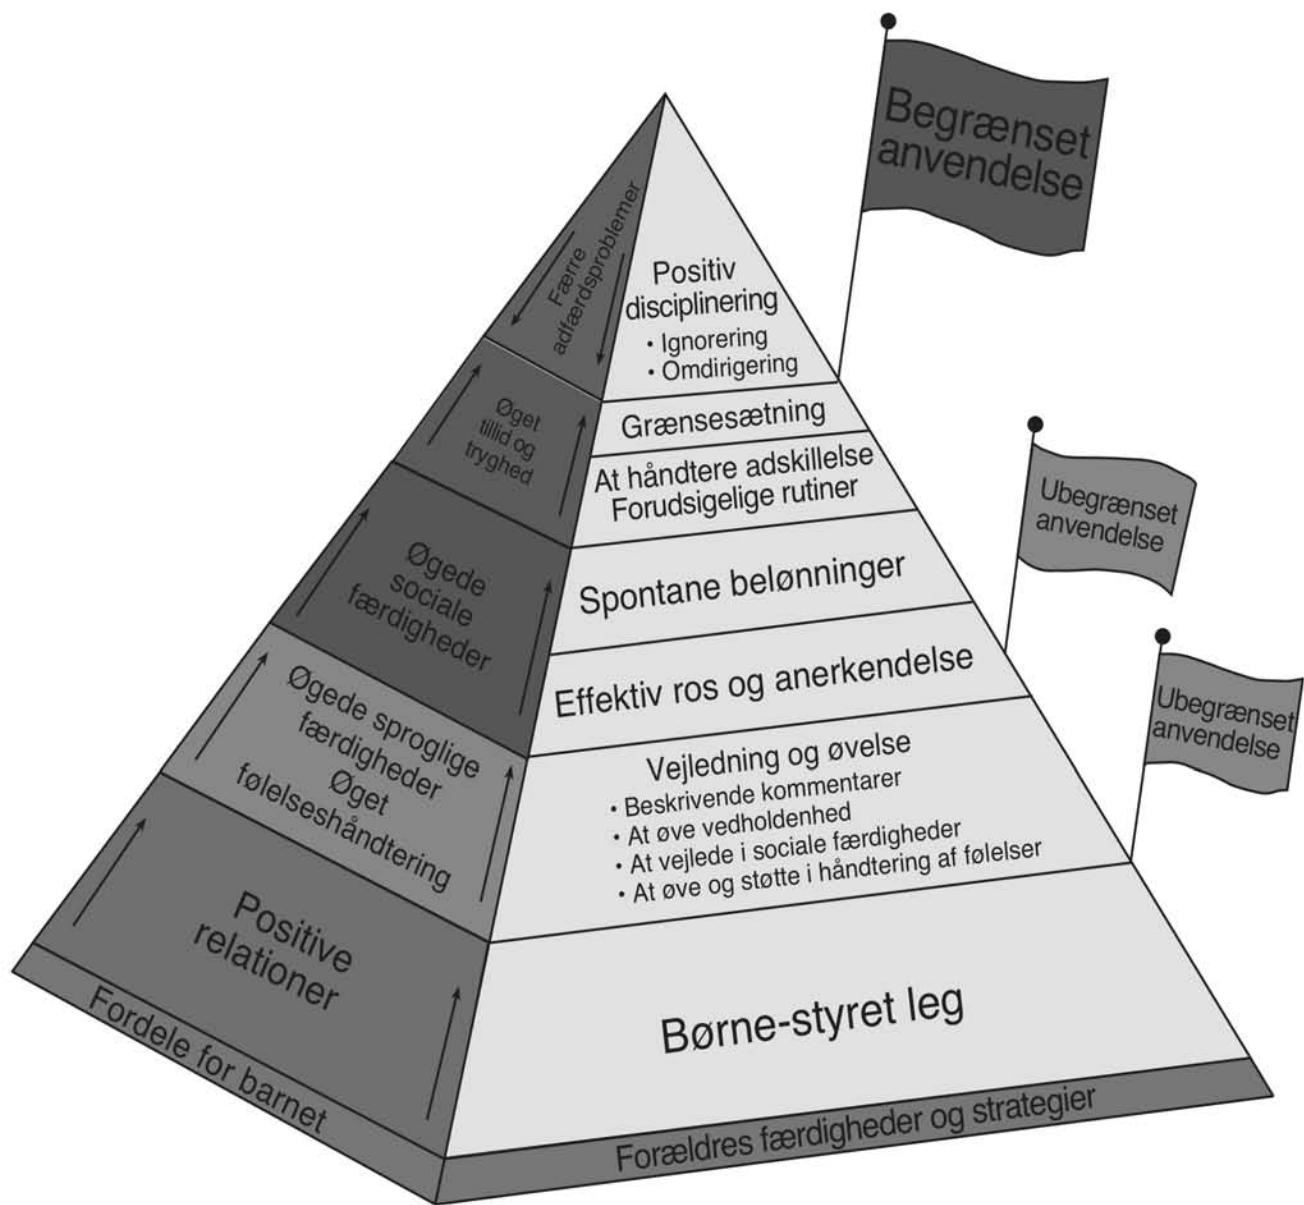 Begrænset
anvendelse
Færre
adfærdsproblemer
Positiv
disciplinering
• Ignorering
• Omdirigering
Øget
tillid og
tryghed
Grænsesætning
At håndtere adskillelse
Forudsigelige rutiner
Ubegrænset
anvendelse
Øgede
sociale
færdigheder
Spontane belønninger
Effektiv ros og anerkendelse
Ubegrænset
anvendelse
Øgede sproglige
færdigheder
Øget
følelseshåndtering
Vejledning og øvelse
• Beskrivende kommentarer
• At øve vedholdenhed
• At vejlede i sociale færdigheder
• At øve og støtte i håndtering af følelser
Positive
relationer
Børne-styret leg
Fordele for barnet
Forældres færdigheder og strategier